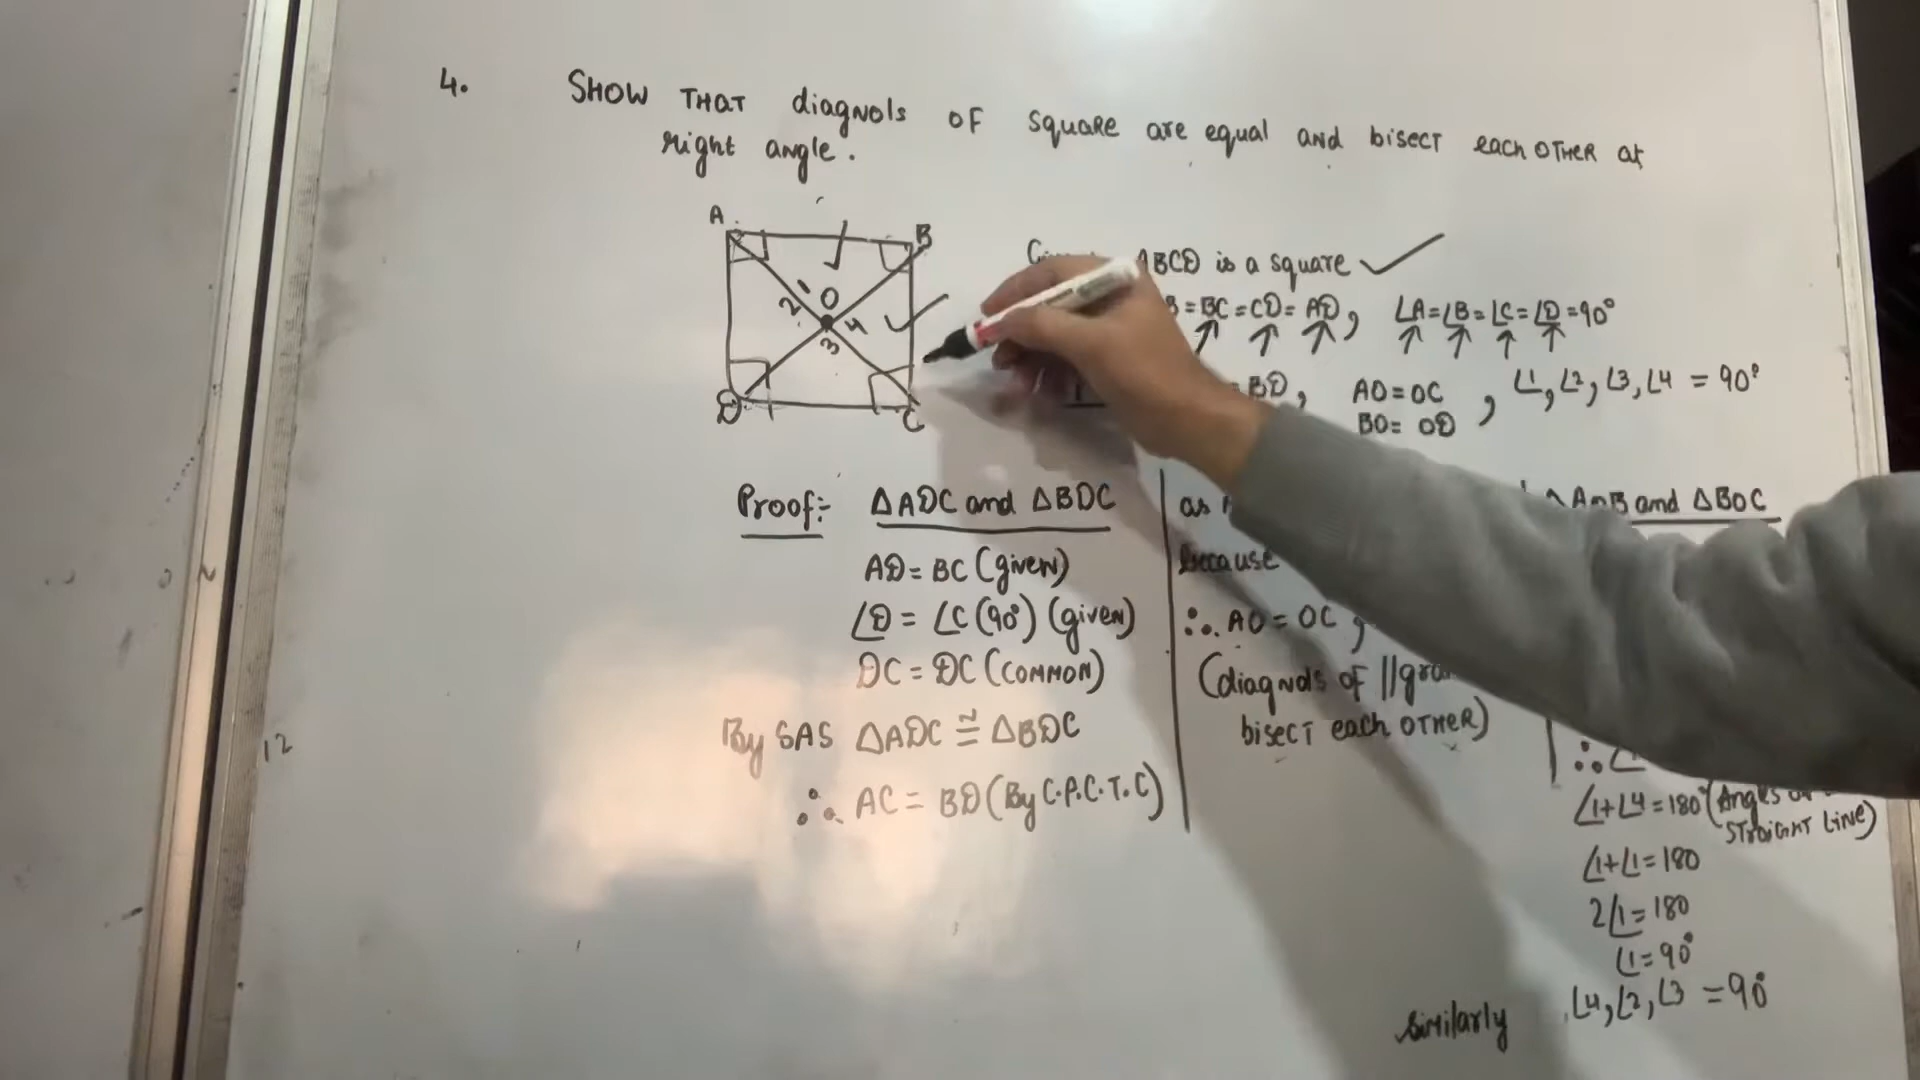 4. SHOW THAT diagnols OF square are equal and bisect each OTHER at
right angle.
A
B
1
2
O
4
3
D
C
ABCD is a square
= BC = CD = AD, ∠A = ∠B = ∠C = ∠D = 90°
BD, AO = OC, ∠1, ∠2, ∠3, ∠4 = 90°
BO = OD
Proof:- ΔADC and ΔBDC
AD = BC (given)
∠D = ∠C (90°) (given)
DC = DC (COMMON)
By SAS ΔADC ≅ ΔBDC
∴ AC = BD (By C.P.C.T.C)
as
Because
∴ AO = OC,
(diagnols of ||gra
bisect each OTHER)
ΔAOB and ΔBOC
∴ ∠1
∠1+∠4 = 180° (Angles
STRAIGHT LINE)
∠1+∠1 = 180
2∠1 = 180
∠1 = 90°
similarly ∠4, ∠2, ∠3 = 90°
12